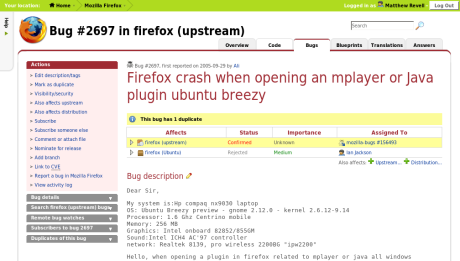 Your location: Home › Mozilla Firefox ›
Logged in as Matthew Revell Log Out
Help
Bug #2697 in firefox (upstream)
Search
Overview Code Bugs Blueprints Translations Answers
Actions
» Edit description/tags
» Mark as duplicate
» Visibility/security
» Also affects upstream
» Also affects distribution
» Subscribe
» Subscribe someone else
» Comment or attach file
» Nominate for release
» Add branch
» Link to CVE
» Report a bug in Mozilla Firefox
» View activity log
Bug details
Search firefox (upstream) bugs
Remote bug watches
Subscribers to bug 2697
Duplicates of this bug
Bug #2697, first reported on 2005-09-29 by Ali
Firefox crash when opening an mplayer or Java
plugin ubuntu breezy
This bug has 1 duplicate
Affects Status Importance Assigned To
firefox (upstream) Confirmed Unknown mozilla-bugs #156493
firefox (Ubuntu) Rejected Medium Ian Jackson
Also affects: Upstream... Distribution...
Bug description
Dear Sir,
My system is:Hp compaq nx9030 laptop
OS: Ubuntu Breezy preview - gnome 2.12.0 - kernel 2.6.12-9.14
Processor: 1.6 Ghz Centrino mobile
Memory: 256 MB
Graphics: Intel onboard 82852/855GM
Sound:Intel ICH4 AC'97 controller
network: Realtek 8139, pro wireless 2200BG "ipw2200"
Hello, when opening a plugin in firefox related to mplayer or java all windows